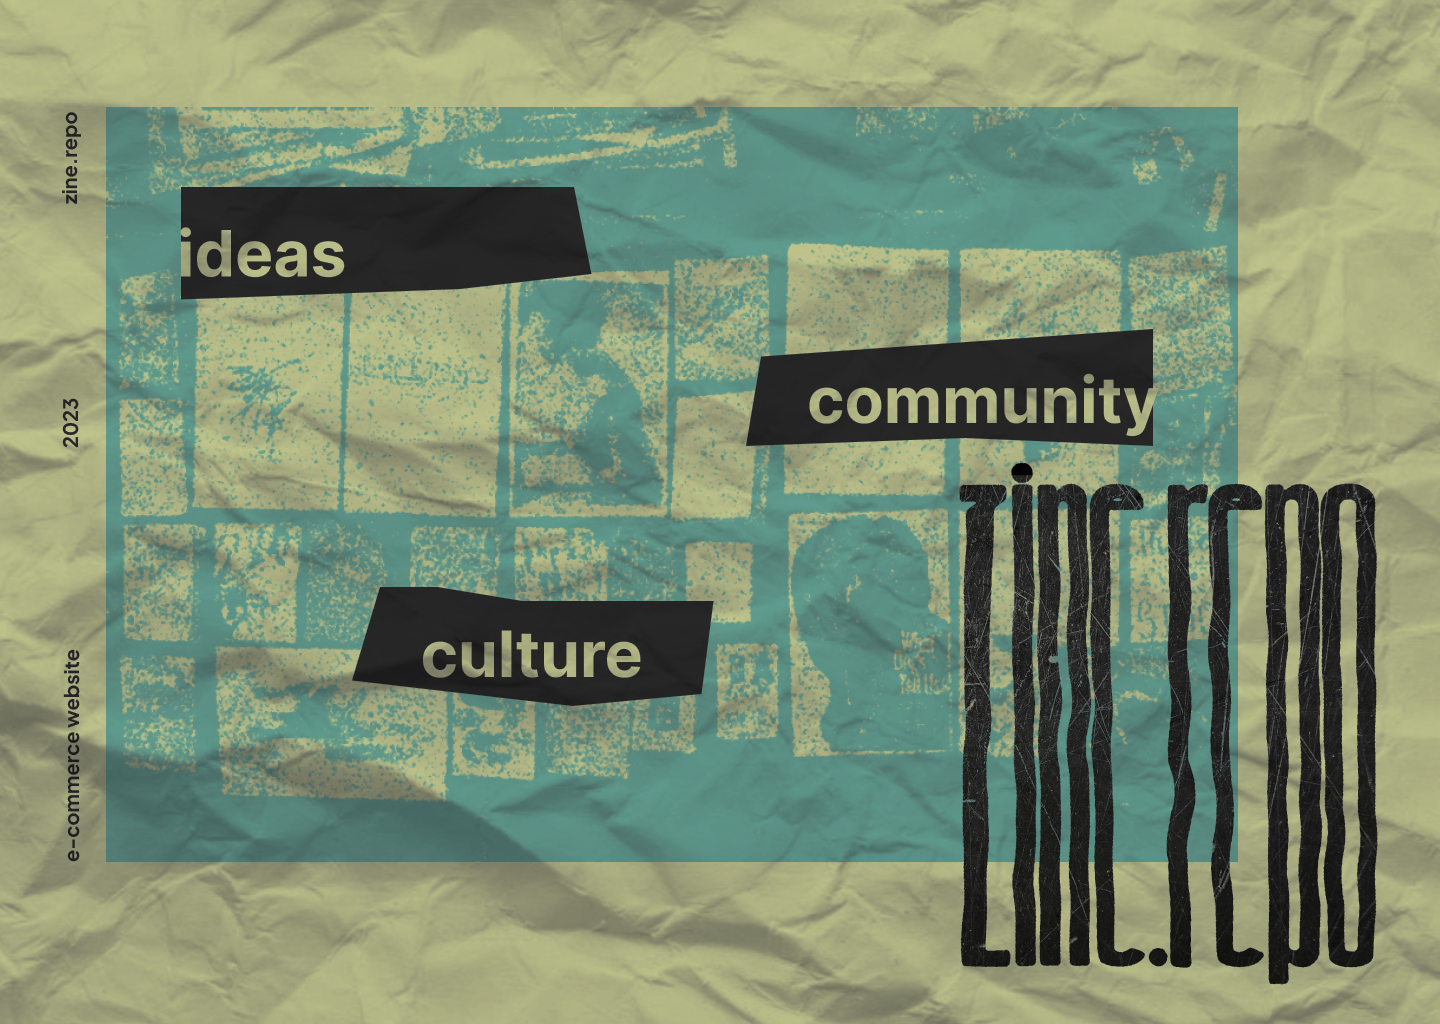 zine.repo
2023
e-commerce website
ideas
community
culture
zine.repo